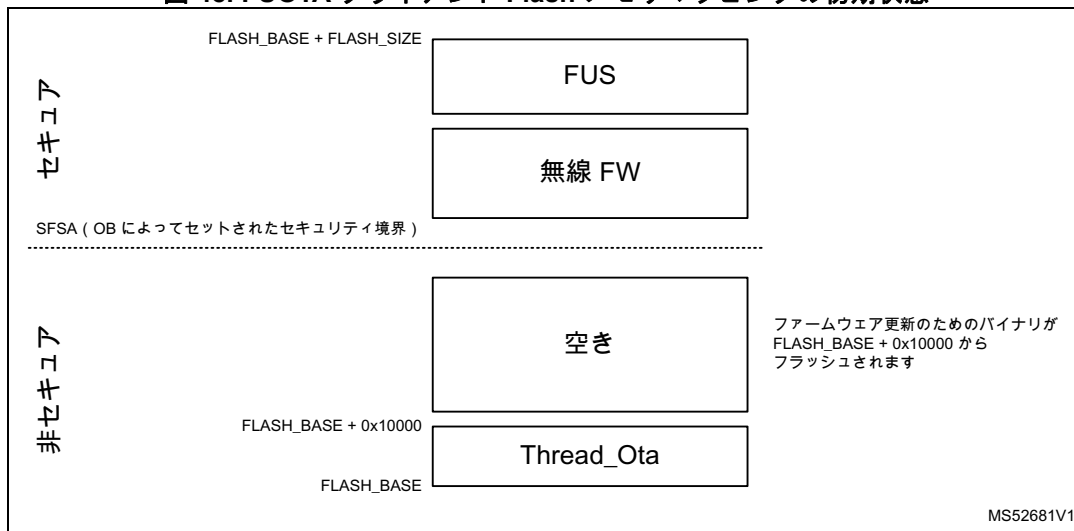 FLASH_BASE + FLASH_SIZE
FUS
セキュア
無線 FW
SFSA ( OB によってセットされたセキュリティ境界 )
空き
ファームウェア更新のためのバイナリが
FLASH_BASE + 0x10000 から
フラッシュされます
非セキュア
FLASH_BASE + 0x10000
Thread_Ota
FLASH_BASE
MS52681V1